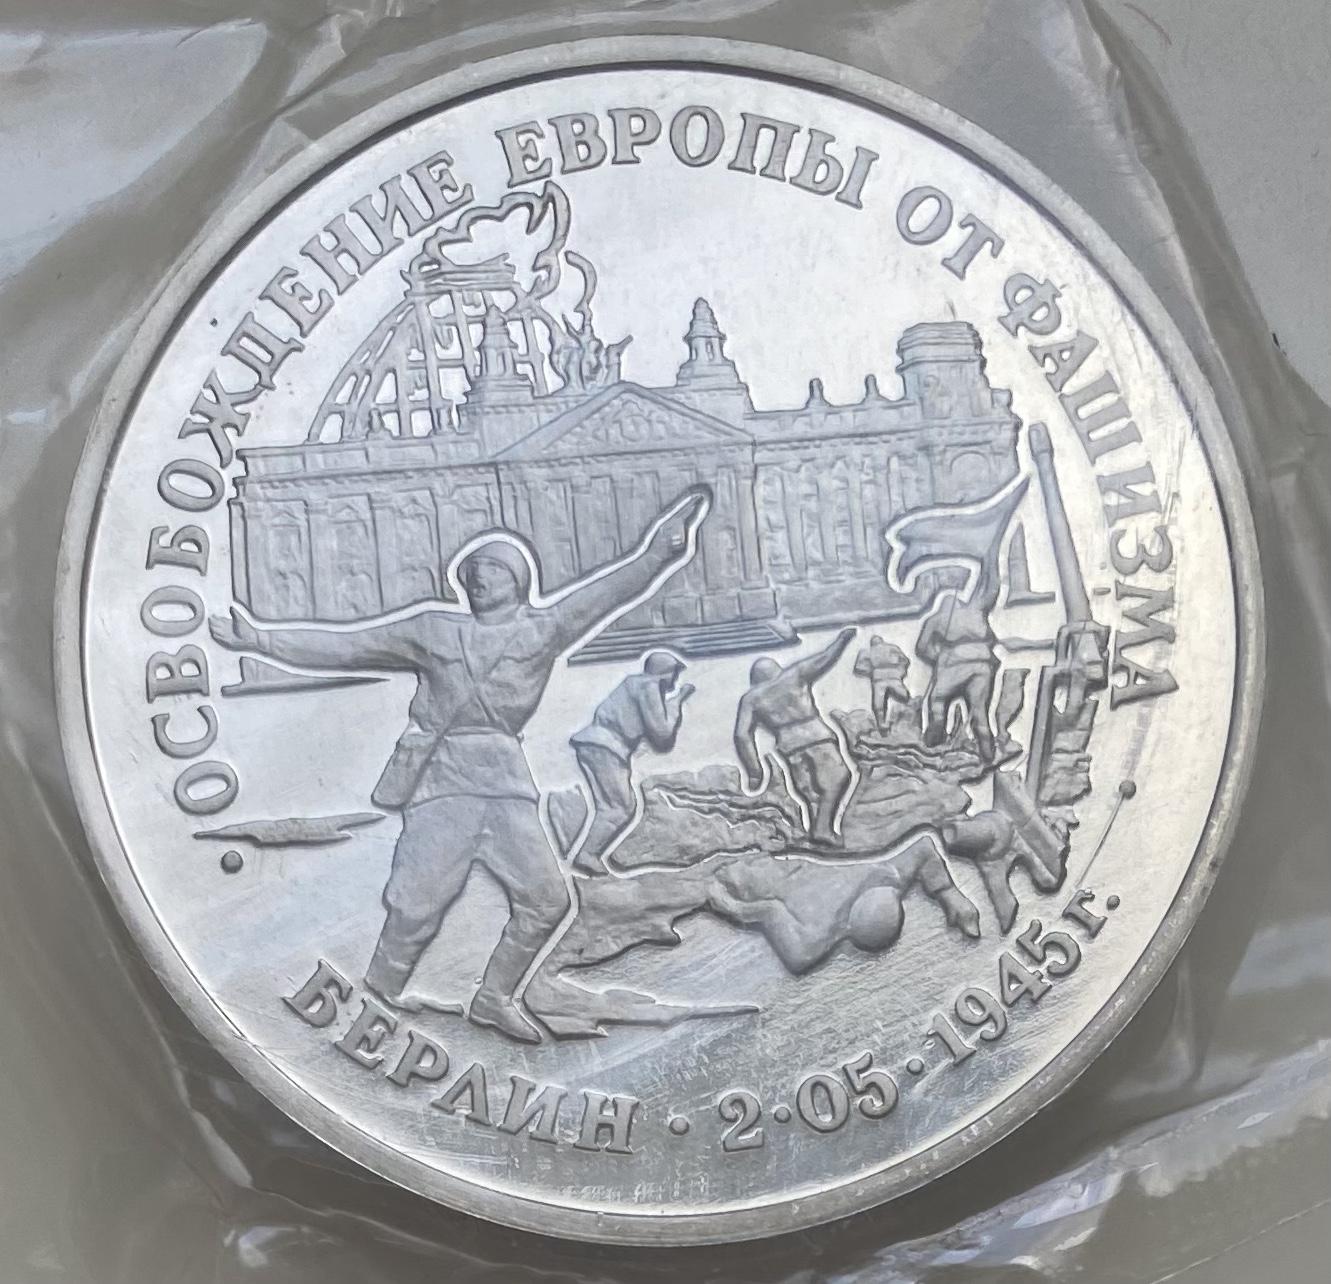 · ОСВОБОЖДЕНИЕ ЕВРОПЫ ОТ ФАШИЗМА ·
БЕРЛИН · 2·05·1945г.